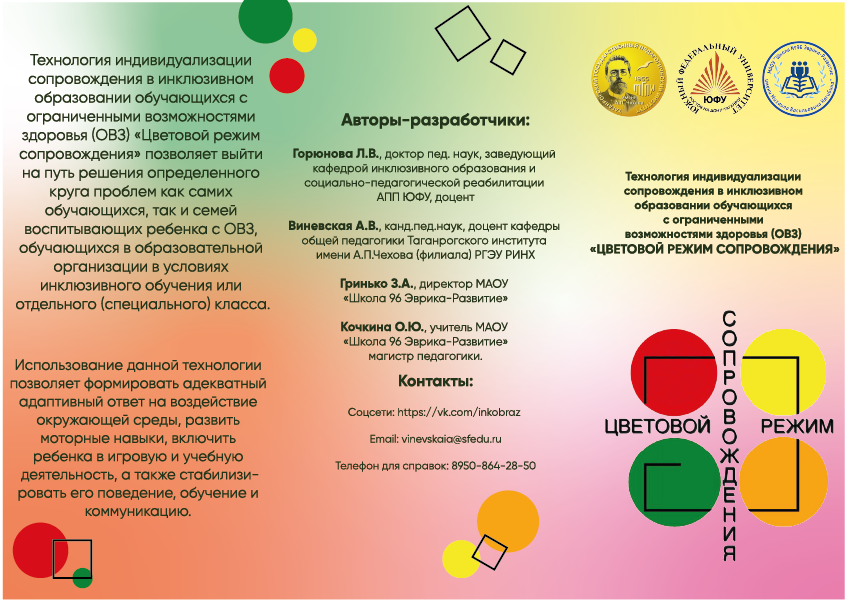 Технология индивидуализации
сопровождения в инклюзивном
образовании обучающихся с
ограниченными возможностями
здоровья (ОВЗ) «Цветовой режим
сопровождения» позволяет выйти
на путь решения определенного
круга проблем как самих
обучающихся, так и семей
воспитывающих ребенка с ОВЗ,
обучающихся в образовательной
организации в условиях
инклюзивного обучения или
отдельного (специального) класса.
Использование данной технологии
позволяет формировать адекватный
адаптивный ответ на воздействие
окружающей среды, развить
моторные навыки, включить
ребенка в игровую и учебную
деятельность, а также стабилизи-
ровать его поведение, обучение и
коммуникацию.
Авторы-разработчики:
Горюнова Л.В., доктор пед. наук, заведующий
кафедрой инклюзивного образования и
социально-педагогической реабилитации
АПП ЮФУ, доцент
Виневская А.В., канд.пед.наук, доцент кафедры
общей педагогики Таганрогского института
имени А.П.Чехова (филиала) РГЭУ РИНХ
Гринько З.А., директор МАОУ
«Школа 96 Эврика-Развитие»
Кочкина О.Ю., учитель МАОУ
«Школа 96 Эврика-Развитие»
магистр педагогики.
Контакты:
Соцсети: https://vk.com/inkobraz
Email: vinevskaia@sfedu.ru
Телефон для справок: 8950-864-28-50
ЮЖНЫЙ ФЕДЕРАЛЬНЫЙ УНИВЕРСИТЕТ
ЮФУ
Технология индивидуализации
сопровождения в инклюзивном
образовании обучающихся
с ограниченными
возможностями здоровья (ОВЗ)
«ЦВЕТОВОЙ РЕЖИМ СОПРОВОЖДЕНИЯ»
ЦВЕТОВОЙ РЕЖИМ
СОПРОВОЖДЕНИЯ